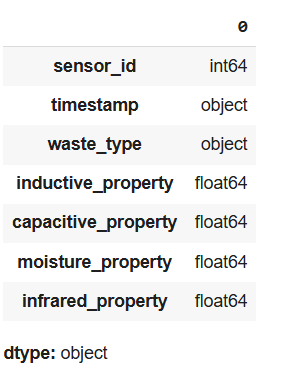 0
sensor_id int64
timestamp object
waste_type object
inductive_property float64
capacitive_property float64
moisture_property float64
infrared_property float64
dtype: object